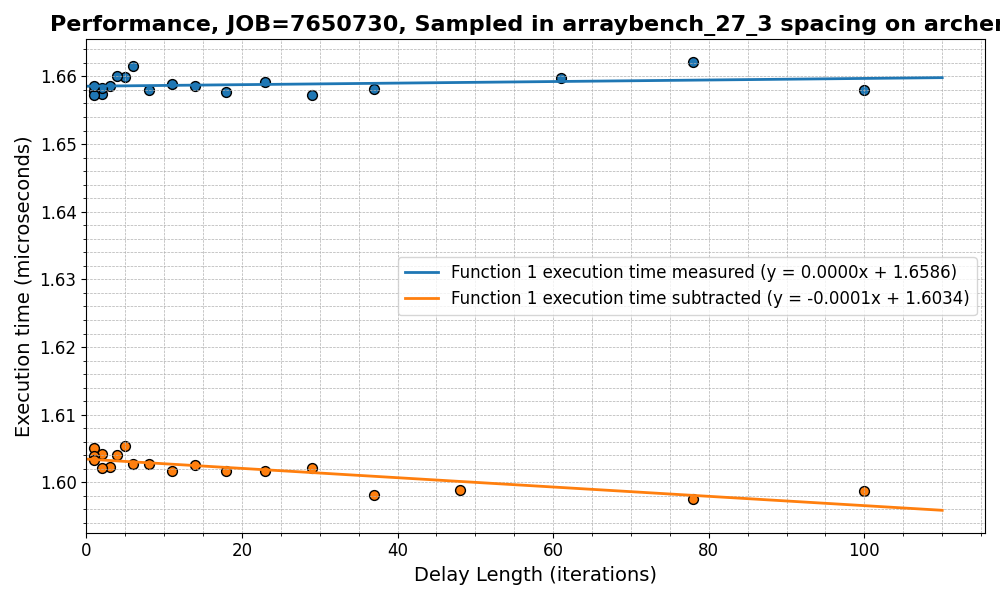 Performance, JOB=7650730, Sampled in arraybench_27_3 spacing on archer
Execution time (microseconds)
1.66
1.65
1.64
1.63
1.62
1.61
1.60
Function 1 execution time measured (y = 0.0000x + 1.6586)
Function 1 execution time subtracted (y = -0.0001x + 1.6034)
0 20 40 60 80 100
Delay Length (iterations)